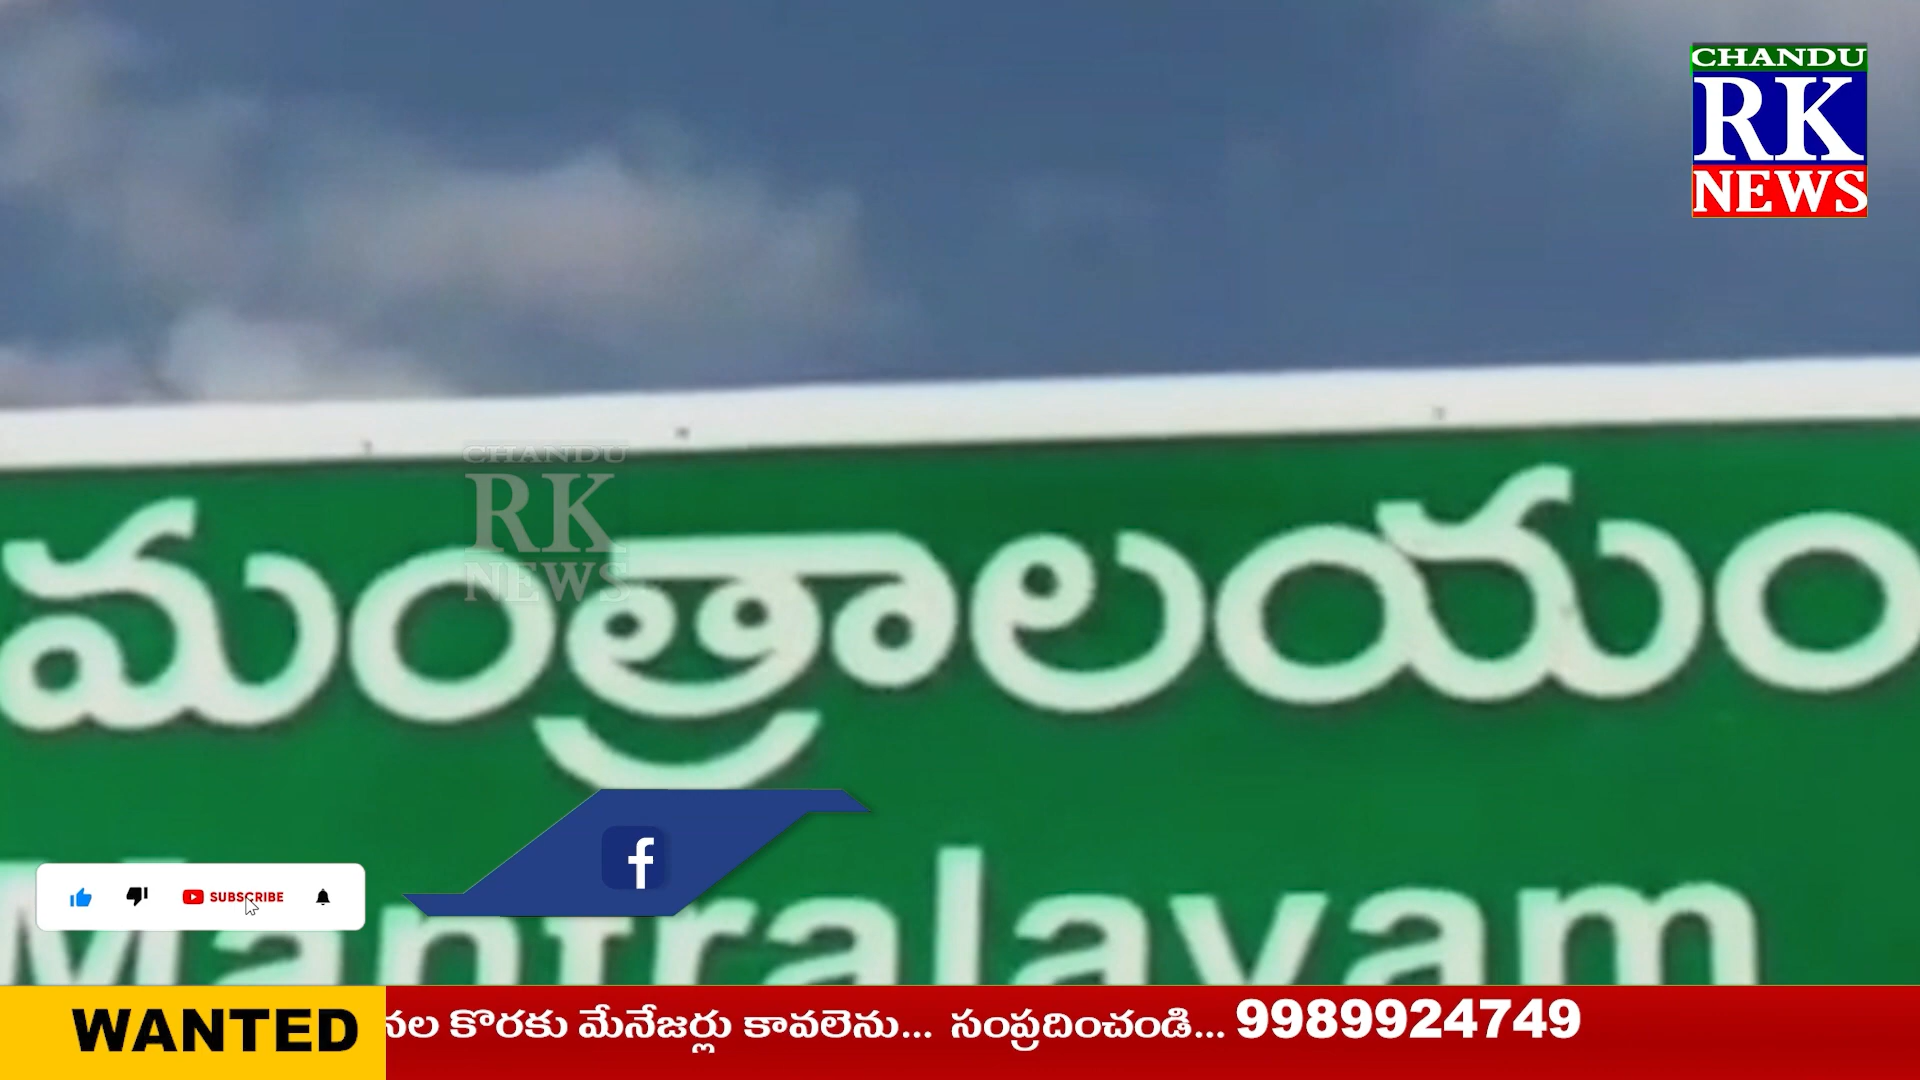 CHANDU
RK
NEWS
మంత్రాలయం
CHANDU
RK
NEWS
f
SUBSCRIBE
Mantralayam
WANTED
నల కొరకు మేనేజర్లు కావలెను... సంప్రదించండి... 9989924749